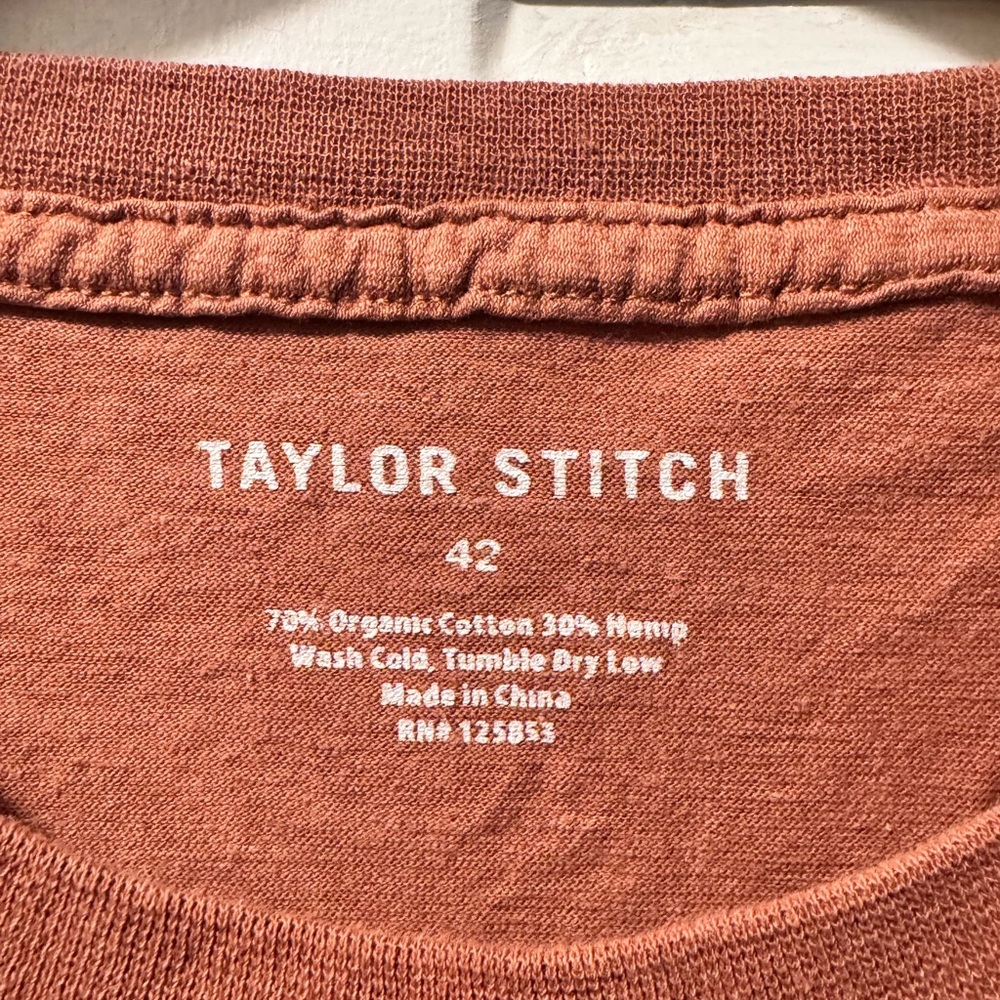 TAYLOR STITCH
42
70% Organic Cotton 30% Hemp
Wash Cold, Tumble Dry Low
Made in China
RN# 125853